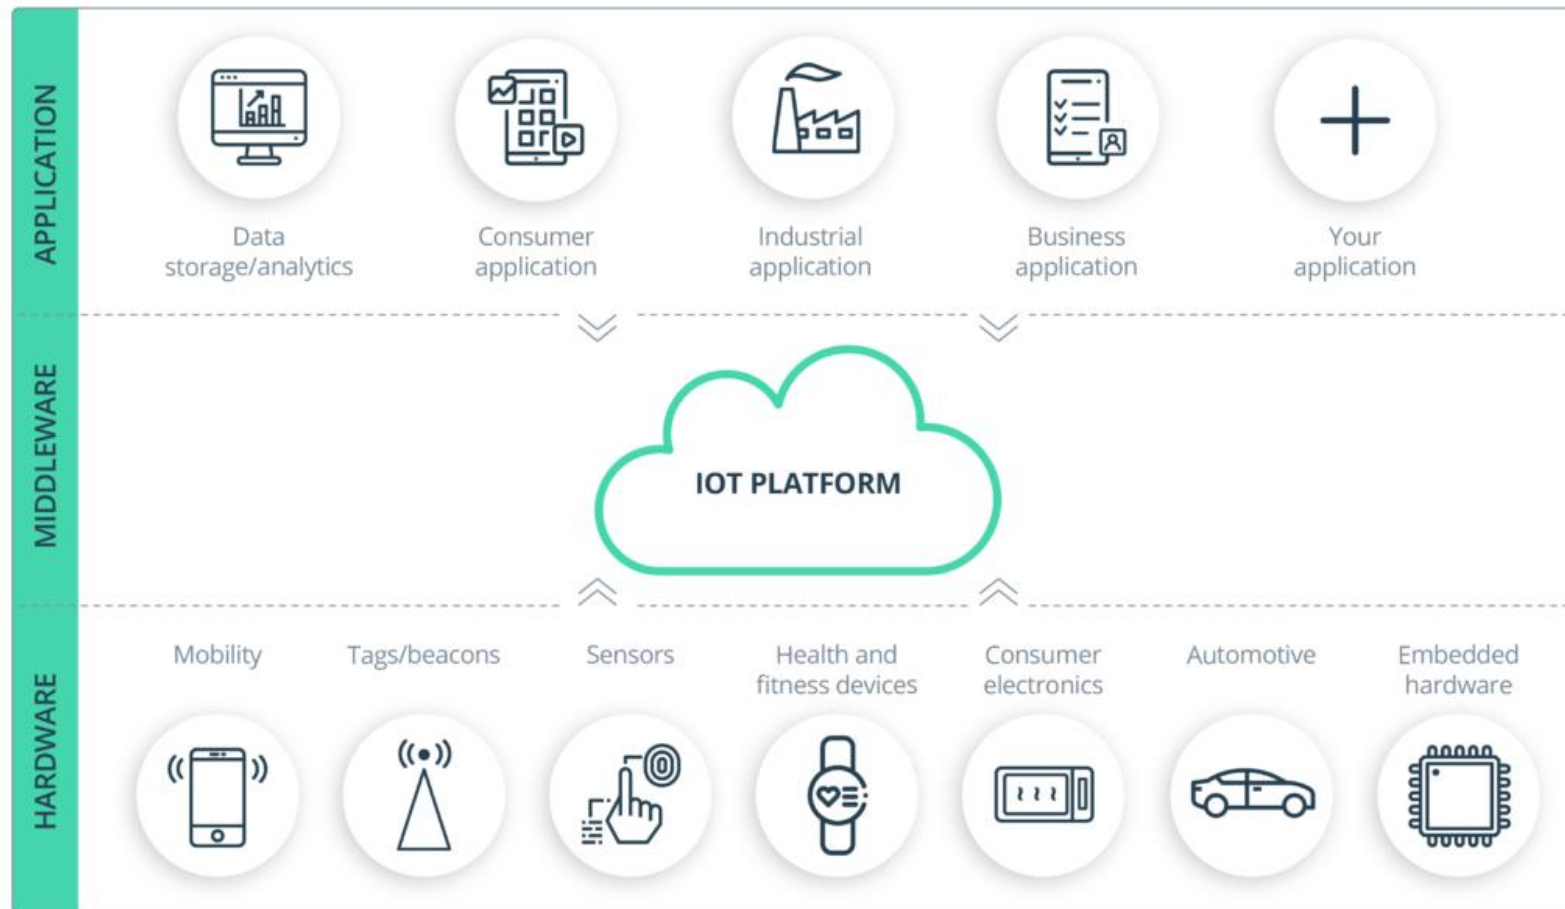 APPLICATION
Data
storage/analytics
Consumer
application
Industrial
application
Business
application
Your
application
MIDDLEWARE
IOT PLATFORM
HARDWARE
Mobility
Tags/beacons
Sensors
Health and
fitness devices
Consumer
electronics
Automotive
Embedded
hardware